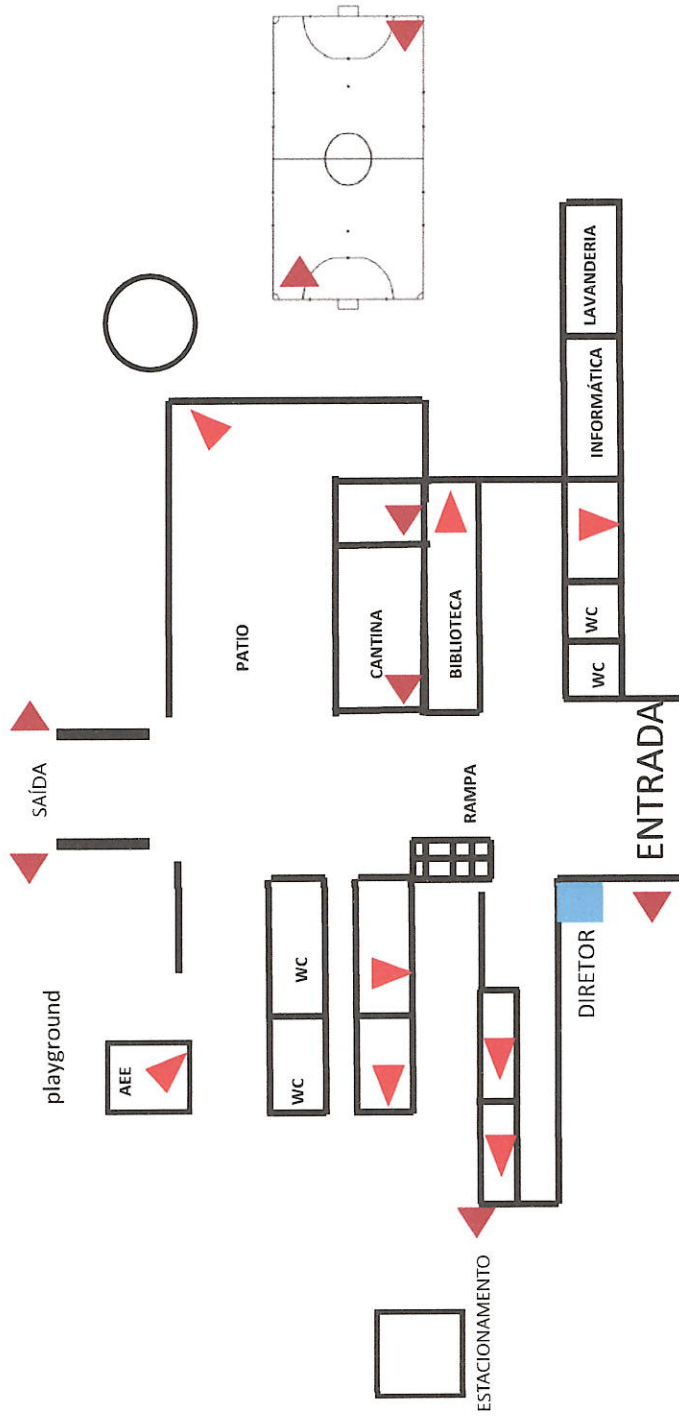 SAÍDA
playground
AEE
PATIO
WC
WC
CANTINA
BIBLIOTECA
RAMPA
ESTACIONAMENTO
DIRETOR
WC
WC
INFORMÁTICA
LAVANDERIA
ENTRADA